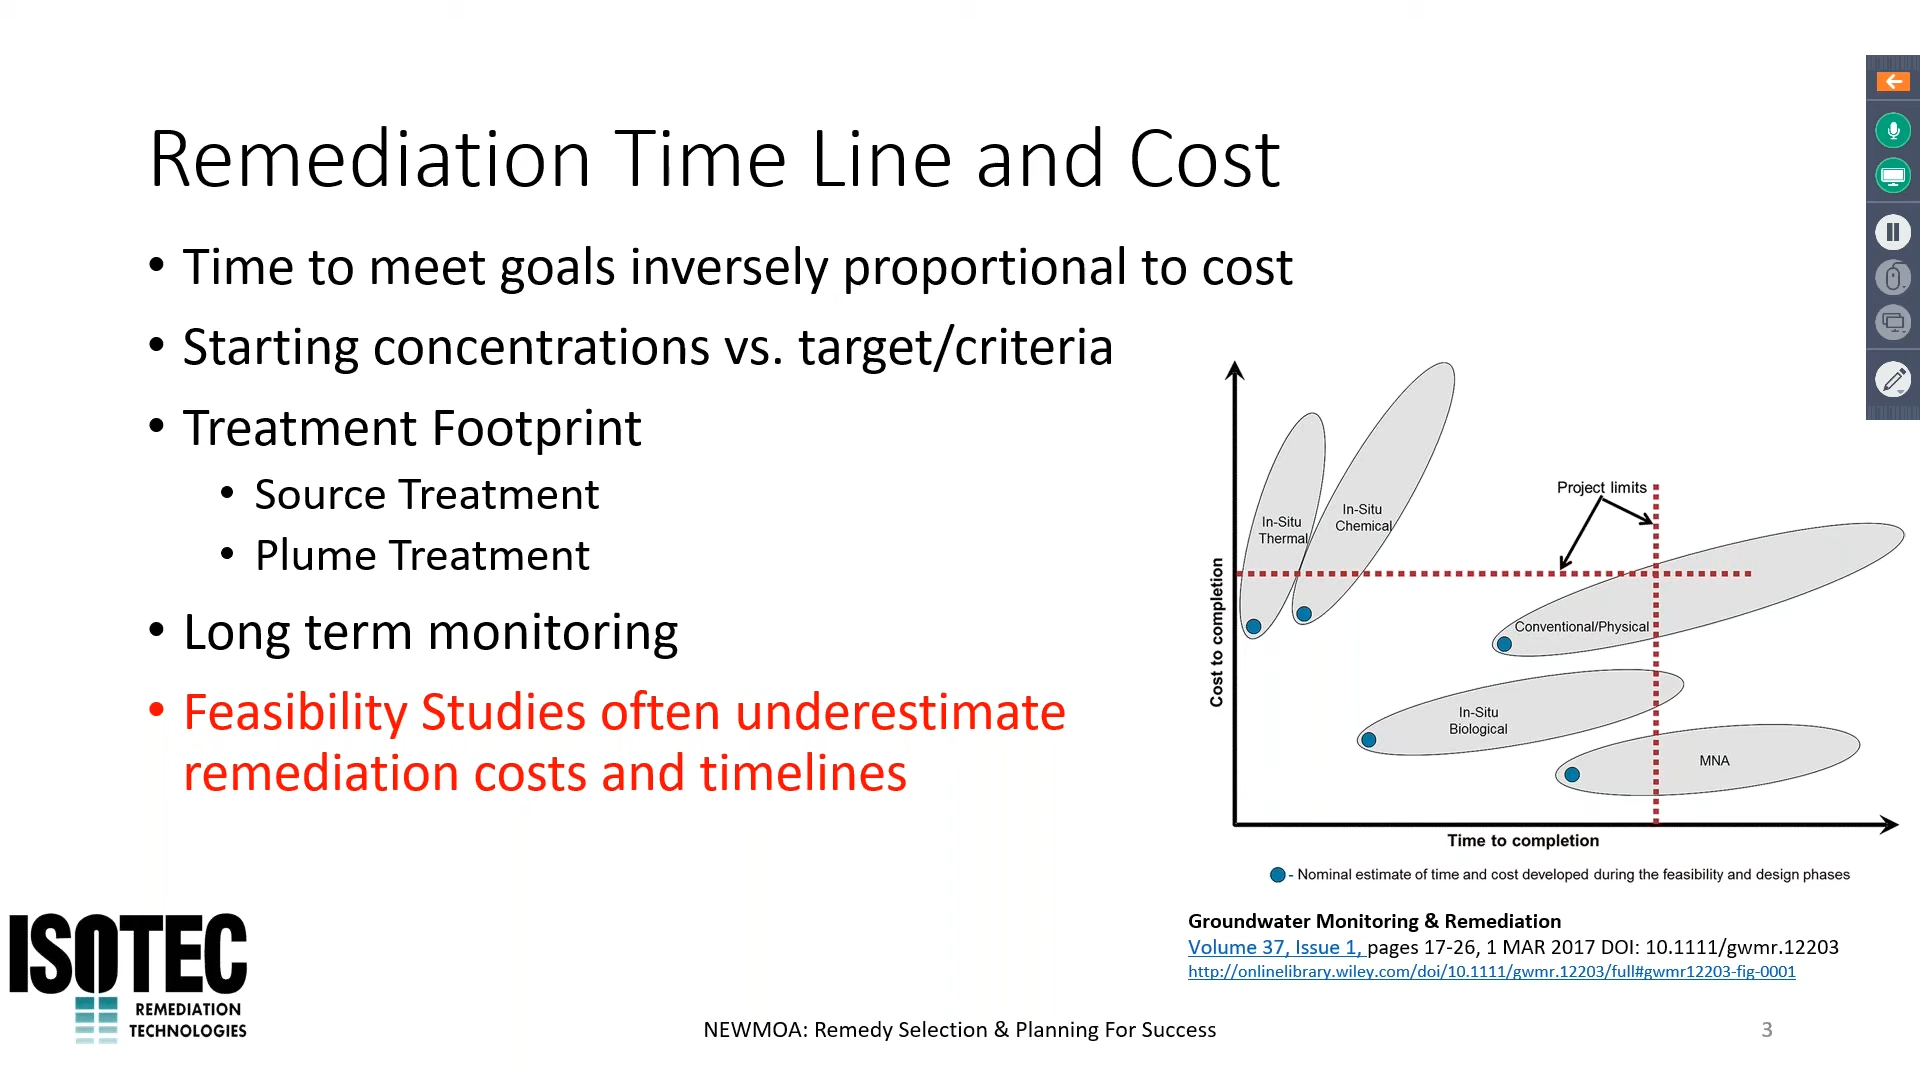 Remediation Time Line and Cost
• Time to meet goals inversely proportional to cost
• Starting concentrations vs. target/criteria
• Treatment Footprint
• Source Treatment
• Plume Treatment
• Long term monitoring
• Feasibility Studies often underestimate
remediation costs and timelines
Cost to completion
In-Situ
Thermal
In-Situ
Chemical
Project limits
Conventional/Physical
In-Situ
Biological
MNA
Time to completion
- Nominal estimate of time and cost developed during the feasibility and design phases
Groundwater Monitoring & Remediation
Volume 37, Issue 1, pages 17-26, 1 MAR 2017 DOI: 10.1111/gwmr.12203
http://onlinelibrary.wiley.com/doi/10.1111/gwmr.12203/full#gwmr12203-fig-0001
ISOTEC
REMEDIATION
TECHNOLOGIES
NEWMOA: Remedy Selection & Planning For Success
3